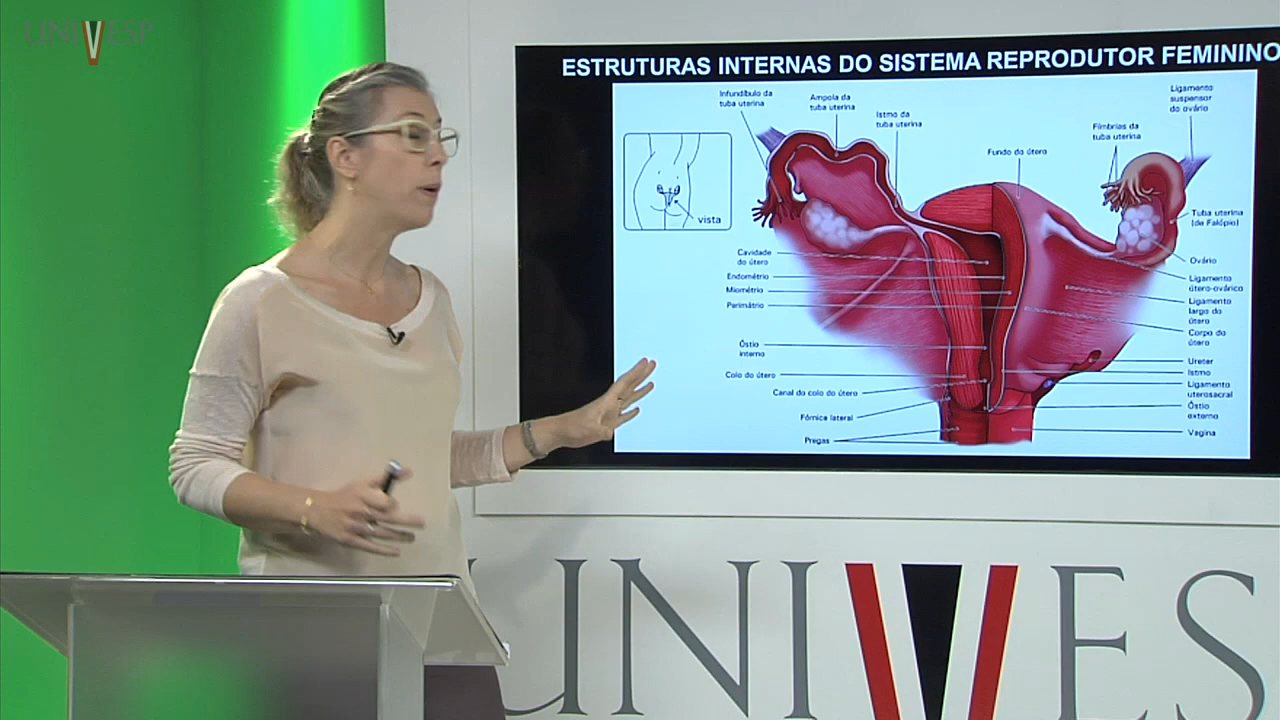 UNIVESP
ESTRUTURAS INTERNAS DO SISTEMA REPRODUTOR FEMININO
Infundíbulo da
tuba uterina
Ampola da
tuba uterina
Istmo da
tuba uterina
Fundo do útero
Fímbrias da
tuba uterina
Ligamento
suspensor
do ovário
vista
Cavidade
do útero
Endométrio
Miométrio
Perimátrio
Óstio
interno
Colo do útero
Canal do colo do útero
Fórnice lateral
Pregas
Tuba uterina
(de Falópio)
Ovário
Ligamento
útero-ovárico
Ligamento
largo do
útero
Corpo do
útero
Ureter
Istmo
Ligamento
uterosacral
Óstio
externo
Vagina
UNIVES